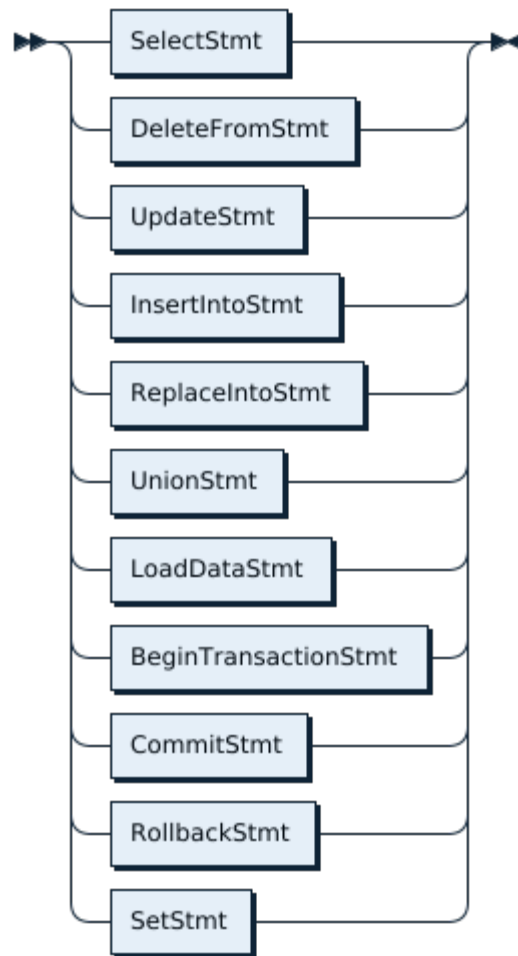 SelectStmt
DeleteFromStmt
UpdateStmt
InsertIntoStmt
ReplaceIntoStmt
UnionStmt
LoadDataStmt
BeginTransactionStmt
CommitStmt
RollbackStmt
SetStmt